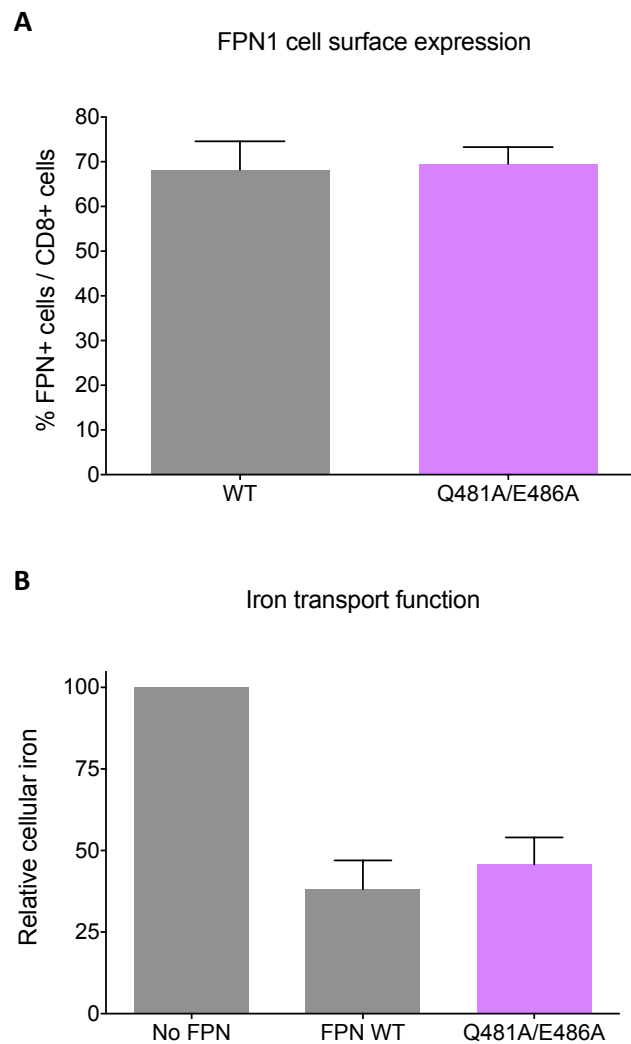 A
FPN1 cell surface expression
% FPN+ cells / CD8+ cells
80
70
60
50
40
30
20
10
0
WT Q481A/E486A
B
Iron transport function
Relative cellular iron
100
75
50
25
0
No FPN FPN WT Q481A/E486A